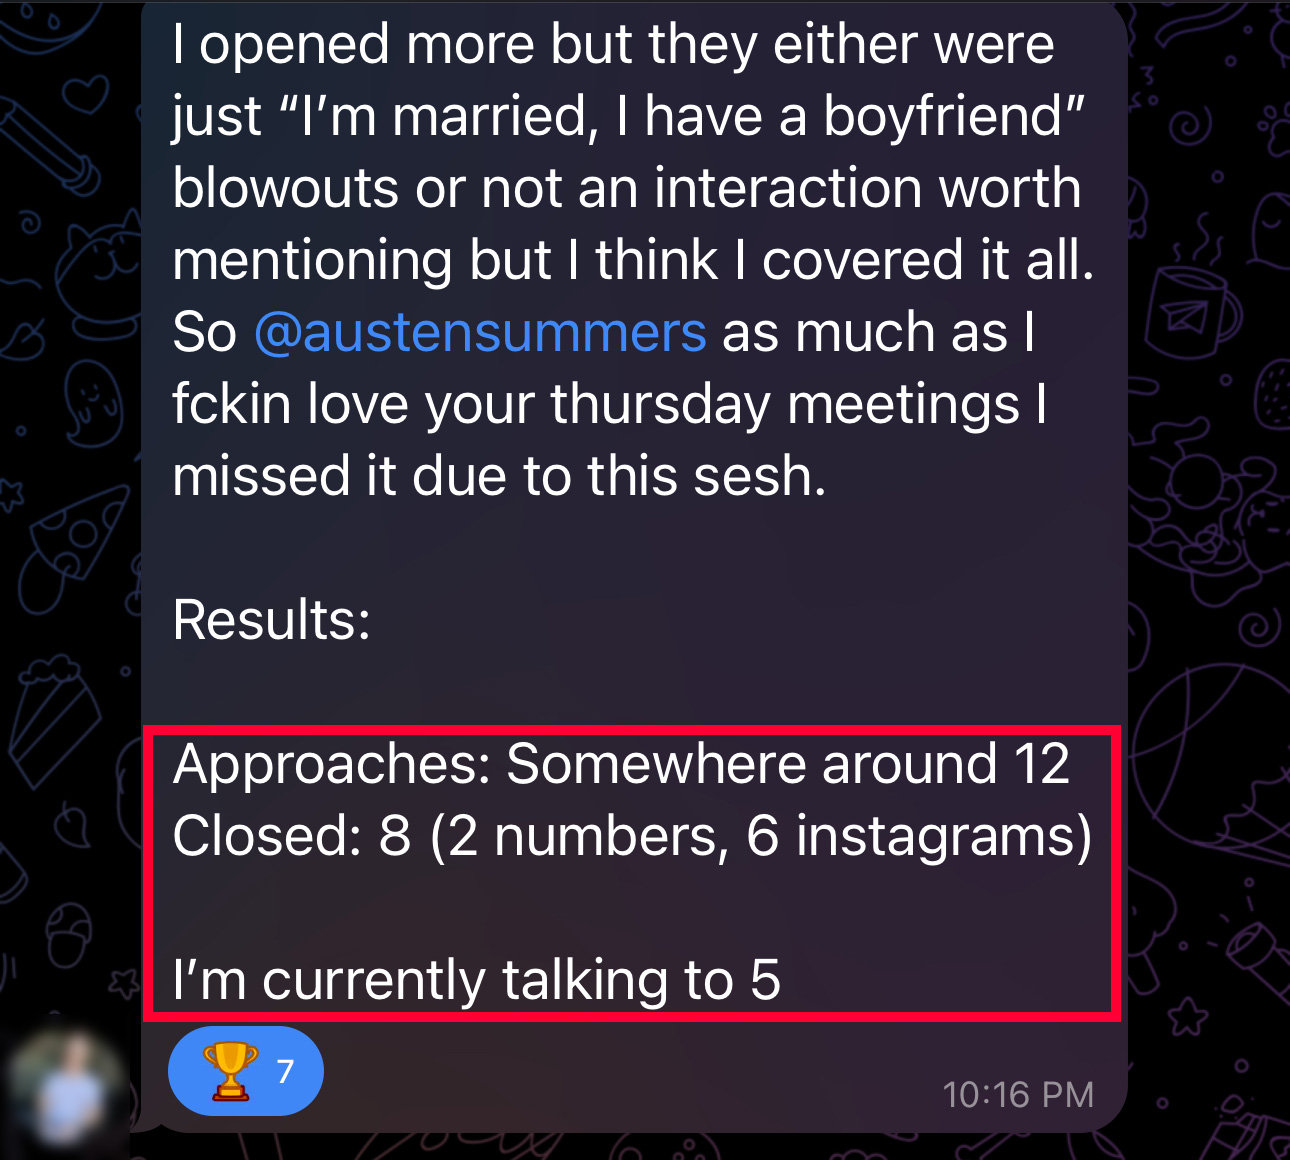 I opened more but they either were
just “I’m married, I have a boyfriend”
blowouts or not an interaction worth
mentioning but I think I covered it all.
So @austensummers as much as I
fckin love your thursday meetings I
missed it due to this sesh.
Results:
Approaches: Somewhere around 12
Closed: 8 (2 numbers, 6 instagrams)
I’m currently talking to 5
7
10:16 PM